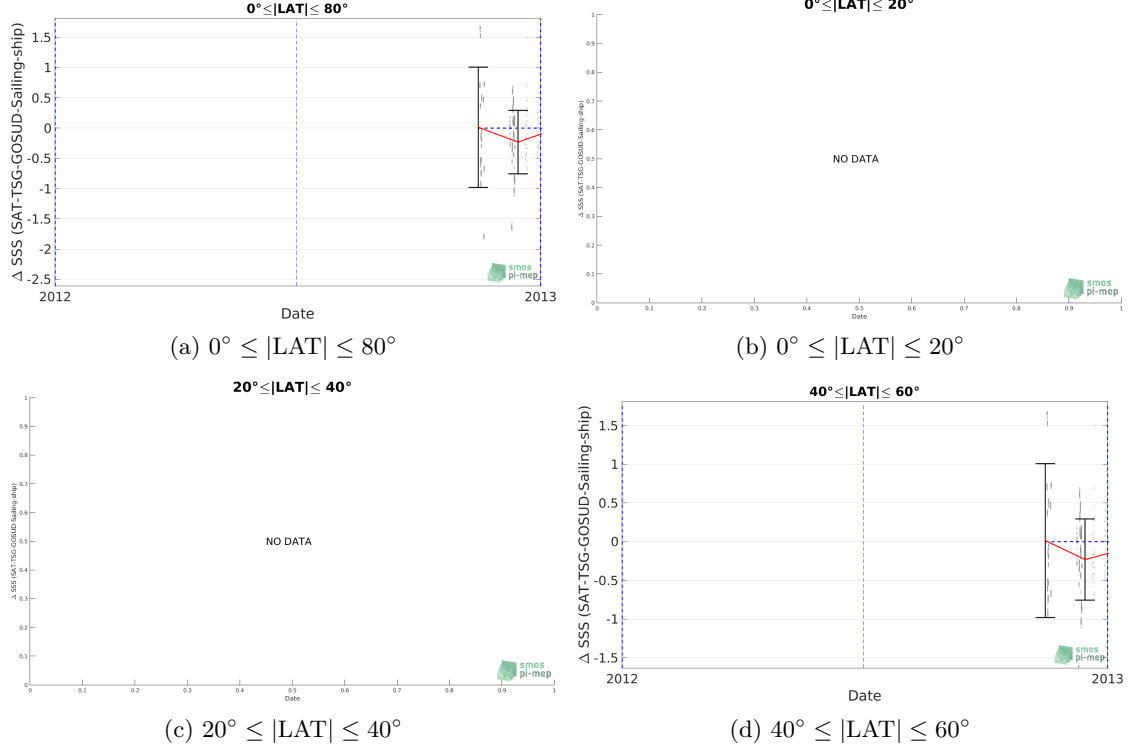 0°≤|LAT|≤ 80°
Δ SSS (SAT-TSG-GOSUD-Sailing-ship)
1.5
1
0.5
0
-0.5
-1
-1.5
-2
-2.5
2012
2013
Date
smos
pi-mep
(a) 0° ≤ |LAT| ≤ 80°
0°≤|LAT|≤ 20°
Δ SSS (SAT-TSG-GOSUD-Sailing-ship)
1
0.9
0.8
0.7
0.6
0.5
0.4
0.3
0.2
0.1
0
NO DATA
0 0.1 0.2 0.3 0.4 0.5 0.6 0.7 0.8 0.9 1
Date
smos
pi-mep
(b) 0° ≤ |LAT| ≤ 20°
20°≤|LAT|≤ 40°
Δ SSS (SAT-TSG-GOSUD-Sailing-ship)
1
0.9
0.8
0.7
0.6
0.5
0.4
0.3
0.2
0.1
0
NO DATA
0 0.1 0.2 0.3 0.4 0.5 0.6 0.7 0.8 0.9 1
Date
smos
pi-mep
(c) 20° ≤ |LAT| ≤ 40°
40°≤|LAT|≤ 60°
Δ SSS (SAT-TSG-GOSUD-Sailing-ship)
1.5
1
0.5
0
-0.5
-1
-1.5
2012
2013
Date
smos
pi-mep
(d) 40° ≤ |LAT| ≤ 60°